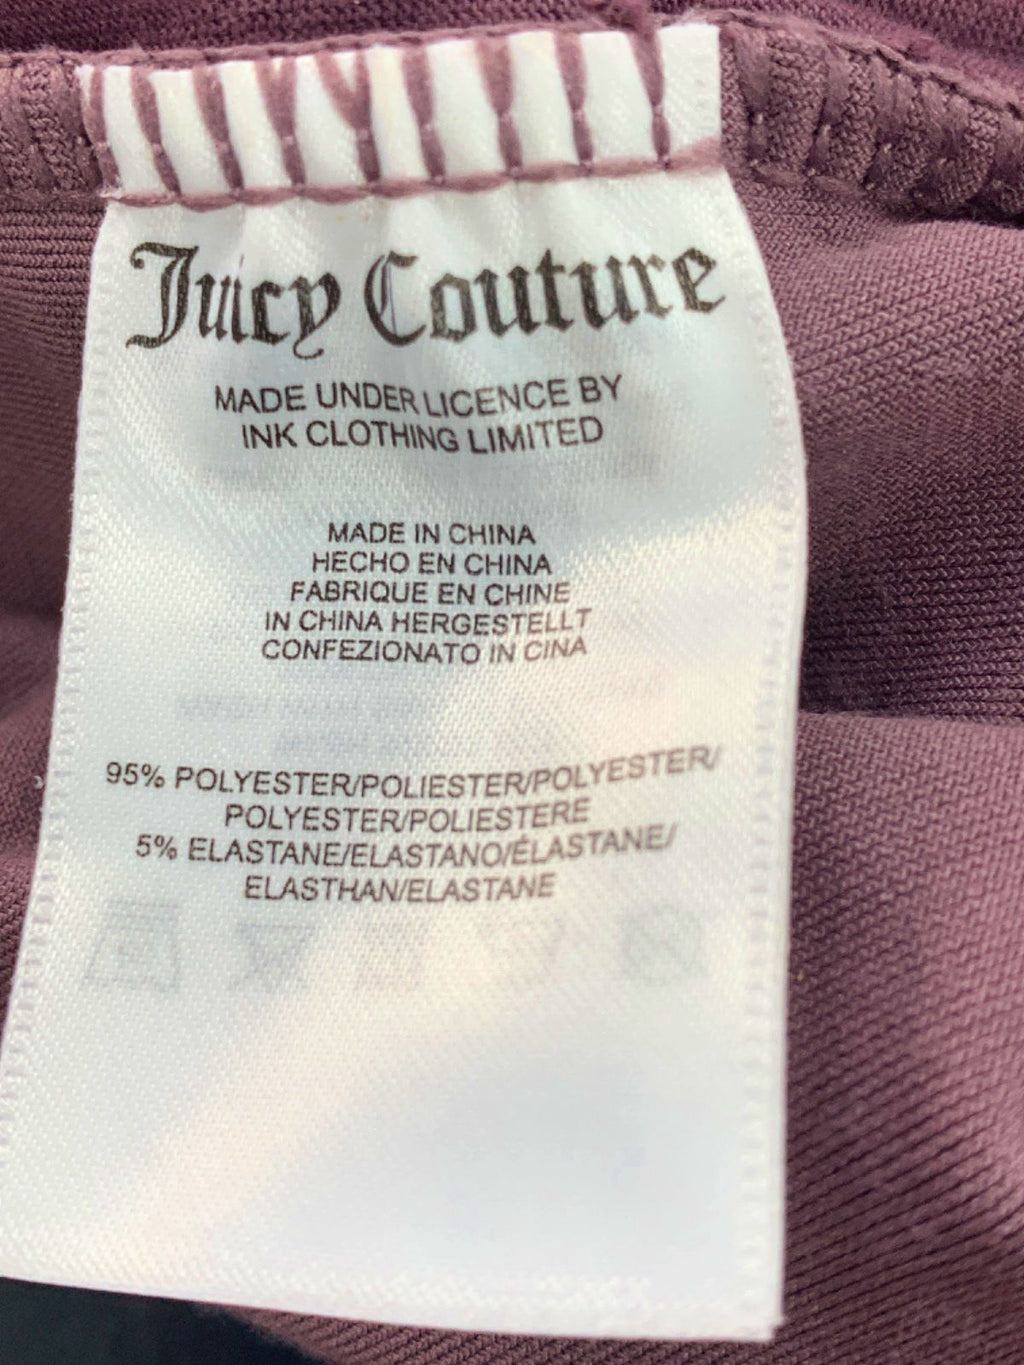 Juicy Couture
MADE UNDER LICENCE BY
INK CLOTHING LIMITED
MADE IN CHINA
HECHO EN CHINA
FABRIQUE EN CHINE
IN CHINA HERGESTELLT
CONFEZIONATO IN CINA
95% POLYESTER/POLIESTER/POLYESTER/
POLYESTER/POLIESTERE
5% ELASTANE/ELASTANO/ÉLASTANE/
ELASTHAN/ELASTANE